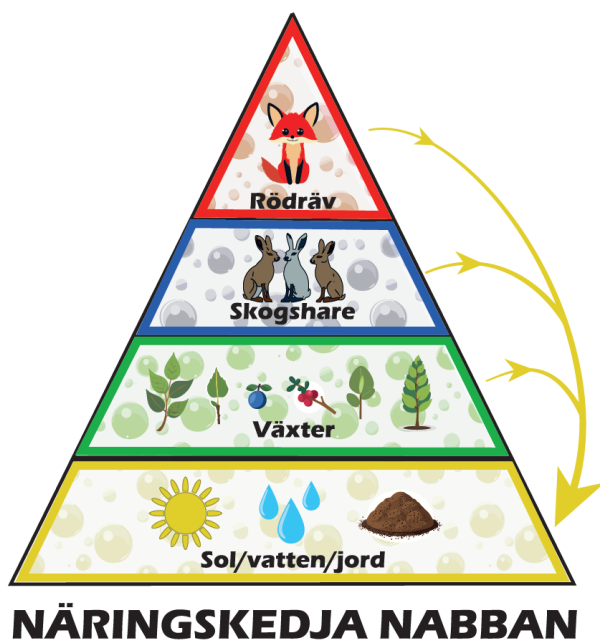 Rödräv
Skogshare
Växter
Sol/vatten/jord
NÄRINGSKEDJA NABBAN